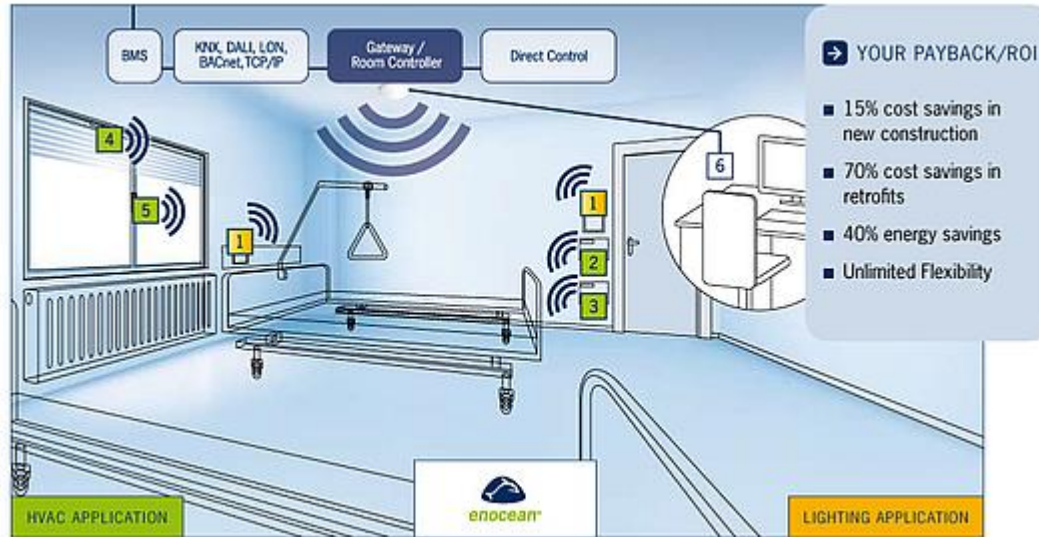 BMS
KNX, DALI, LON,
BACnet, TCP/IP
Gateway /
Room Controller
Direct Control
YOUR PAYBACK/ROI
15% cost savings in
new construction
70% cost savings in
retrofits
40% energy savings
Unlimited Flexibility
4
5
1
1
2
3
6
HVAC APPLICATION
enocean®
LIGHTING APPLICATION